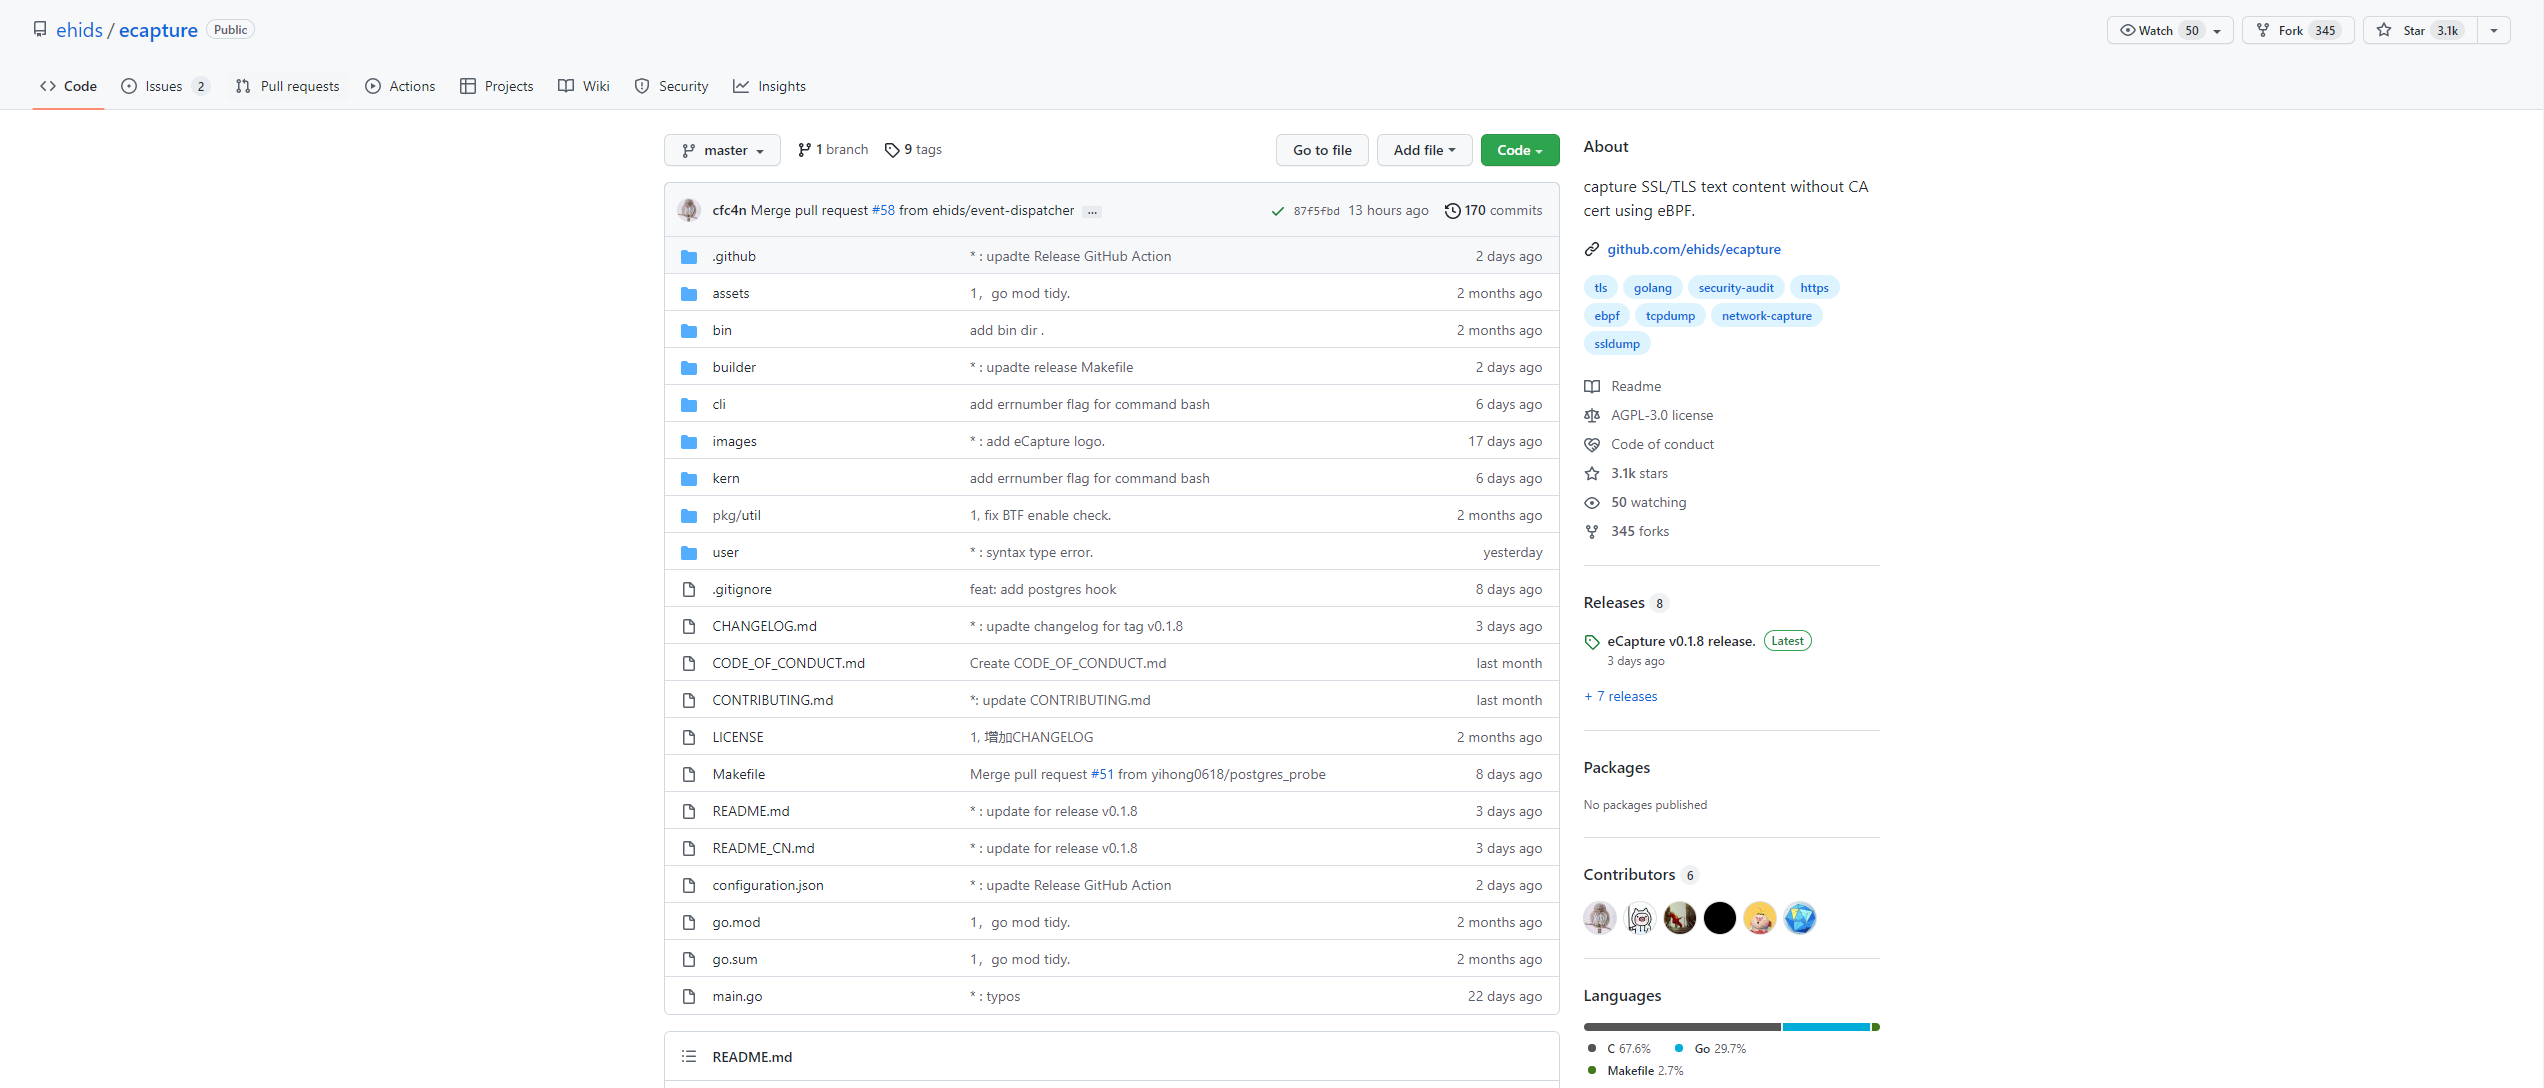 ehids / ecapture Public
Watch 50 Fork 345 Star 3.1k
Code Issues 2 Pull requests Actions Projects Wiki Security Insights
master 1 branch 9 tags Go to file Add file Code
cfc4n Merge pull request #58 from ehids/event-dispatcher ... 87f5fbd 13 hours ago 170 commits
.github * : upadte Release GitHub Action 2 days ago
assets 1，go mod tidy. 2 months ago
bin add bin dir . 2 months ago
builder * : upadte release Makefile 2 days ago
cli add errnumber flag for command bash 6 days ago
images * : add eCapture logo. 17 days ago
kern add errnumber flag for command bash 6 days ago
pkg/util 1, fix BTF enable check. 2 months ago
user * : syntax type error. yesterday
.gitignore feat: add postgres hook 8 days ago
CHANGELOG.md * : upadte changelog for tag v0.1.8 3 days ago
CODE_OF_CONDUCT.md Create CODE_OF_CONDUCT.md last month
CONTRIBUTING.md *: update CONTRIBUTING.md last month
LICENSE 1, 增加CHANGELOG 2 months ago
Makefile Merge pull request #51 from yihong0618/postgres_probe 8 days ago
README.md * : update for release v0.1.8 3 days ago
README_CN.md * : update for release v0.1.8 3 days ago
configuration.json * : upadte Release GitHub Action 2 days ago
go.mod 1，go mod tidy. 2 months ago
go.sum 1，go mod tidy. 2 months ago
main.go * : typos 22 days ago
README.md
About
capture SSL/TLS text content without CA
cert using eBPF.
github.com/ehids/ecapture
tls golang security-audit https
ebpf tcpdump network-capture
ssldump
Readme
AGPL-3.0 license
Code of conduct
3.1k stars
50 watching
345 forks
Releases 8
eCapture v0.1.8 release. Latest
3 days ago
+ 7 releases
Packages
No packages published
Contributors 6
Languages
C 67.6% Go 29.7%
Makefile 2.7%